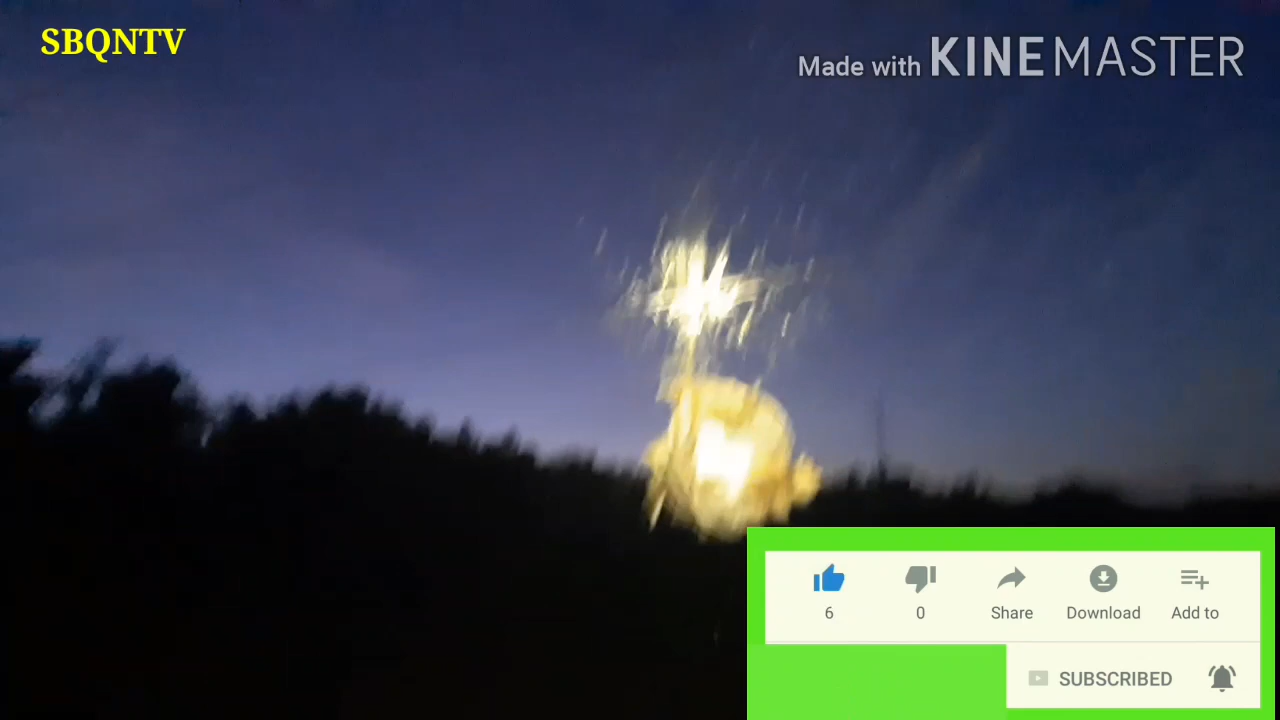 SBQNTV
Made with KINEMASTER
6
0
Share
Download
Add to
SUBSCRIBED